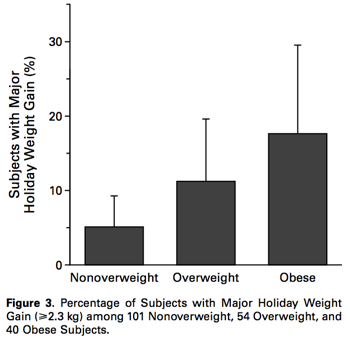 Subjects with Major
Holiday Weight Gain (%)
30
20
10
0
Nonoverweight Overweight Obese
Figure 3. Percentage of Subjects with Major Holiday Weight
Gain (≥2.3 kg) among 101 Nonoverweight, 54 Overweight, and
40 Obese Subjects.